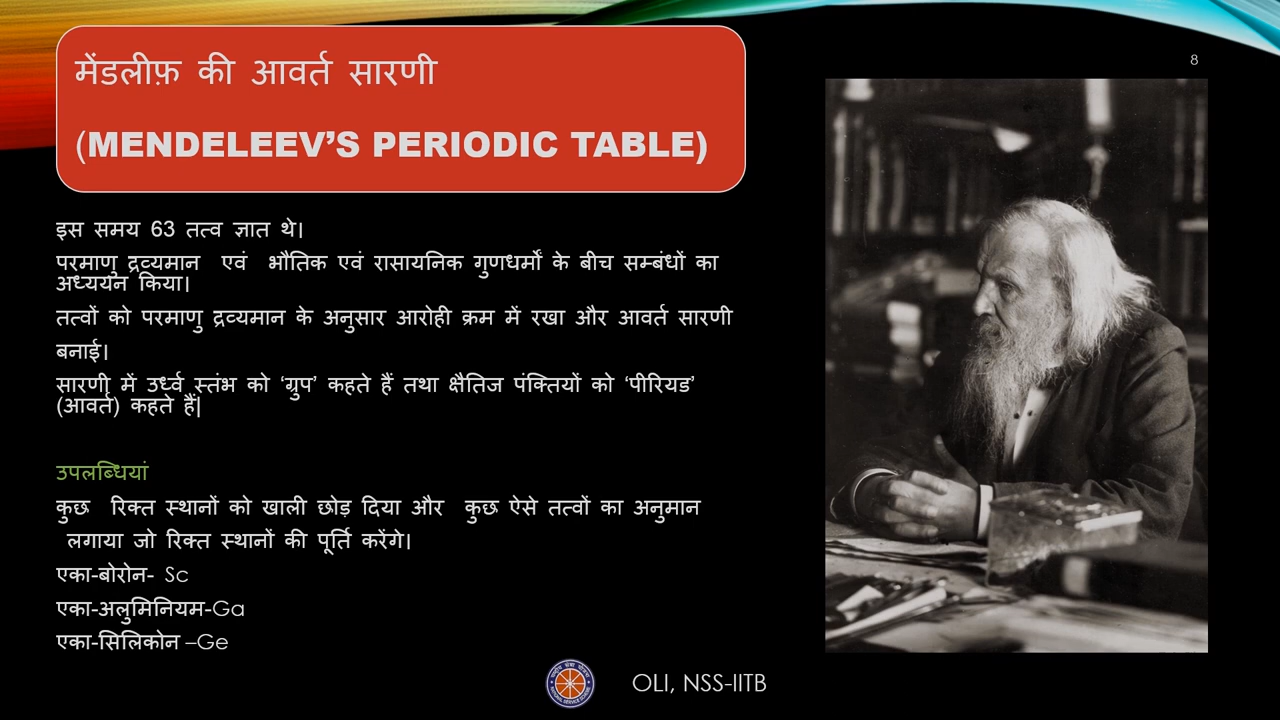 मेंडलीफ़ की आवर्त सारणी
(MENDELEEV’S PERIODIC TABLE)
8
इस समय 63 तत्व ज्ञात थे।
परमाणु द्रव्यमान एवं भौतिक एवं रासायनिक गुणधर्मों के बीच सम्बंधों का
अध्ययन किया।
तत्वों को परमाणु द्रव्यमान के अनुसार आरोही क्रम में रखा और आवर्त सारणी
बनाई।
सारणी में उर्ध्व स्तंभ को ‘ग्रुप’ कहते हैं तथा क्षैतिज पंक्तियों को ‘पीरियड’
(आवर्त) कहते हैं|
उपलब्धियां
कुछ रिक्त स्थानों को खाली छोड़ दिया और कुछ ऐसे तत्वों का अनुमान
लगाया जो रिक्त स्थानों की पूर्ति करेंगे।
एका-बोरोन- Sc
एका-अलुमिनियम-Ga
एका-सिलिकोन –Ge
OLI, NSS-IITB